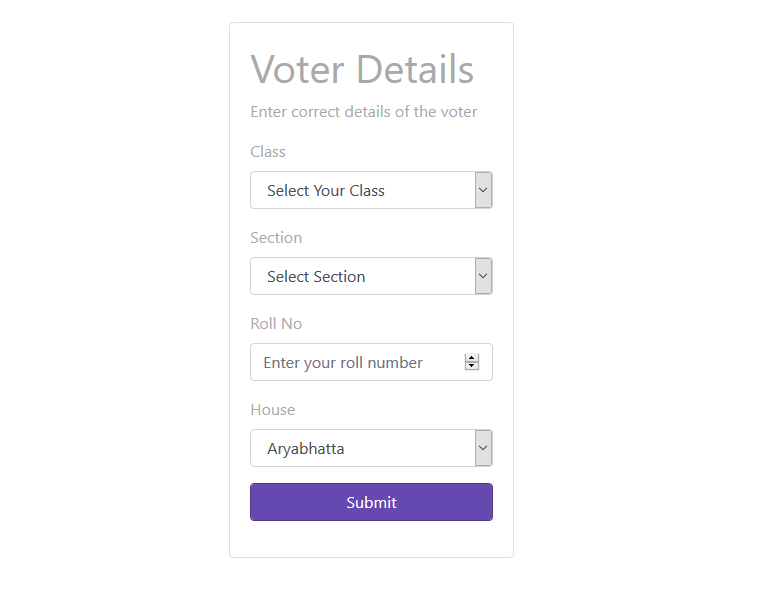 Voter Details
Enter correct details of the voter
Class
Select Your Class
Section
Select Section
Roll No
Enter your roll number
House
Aryabhatta
Submit